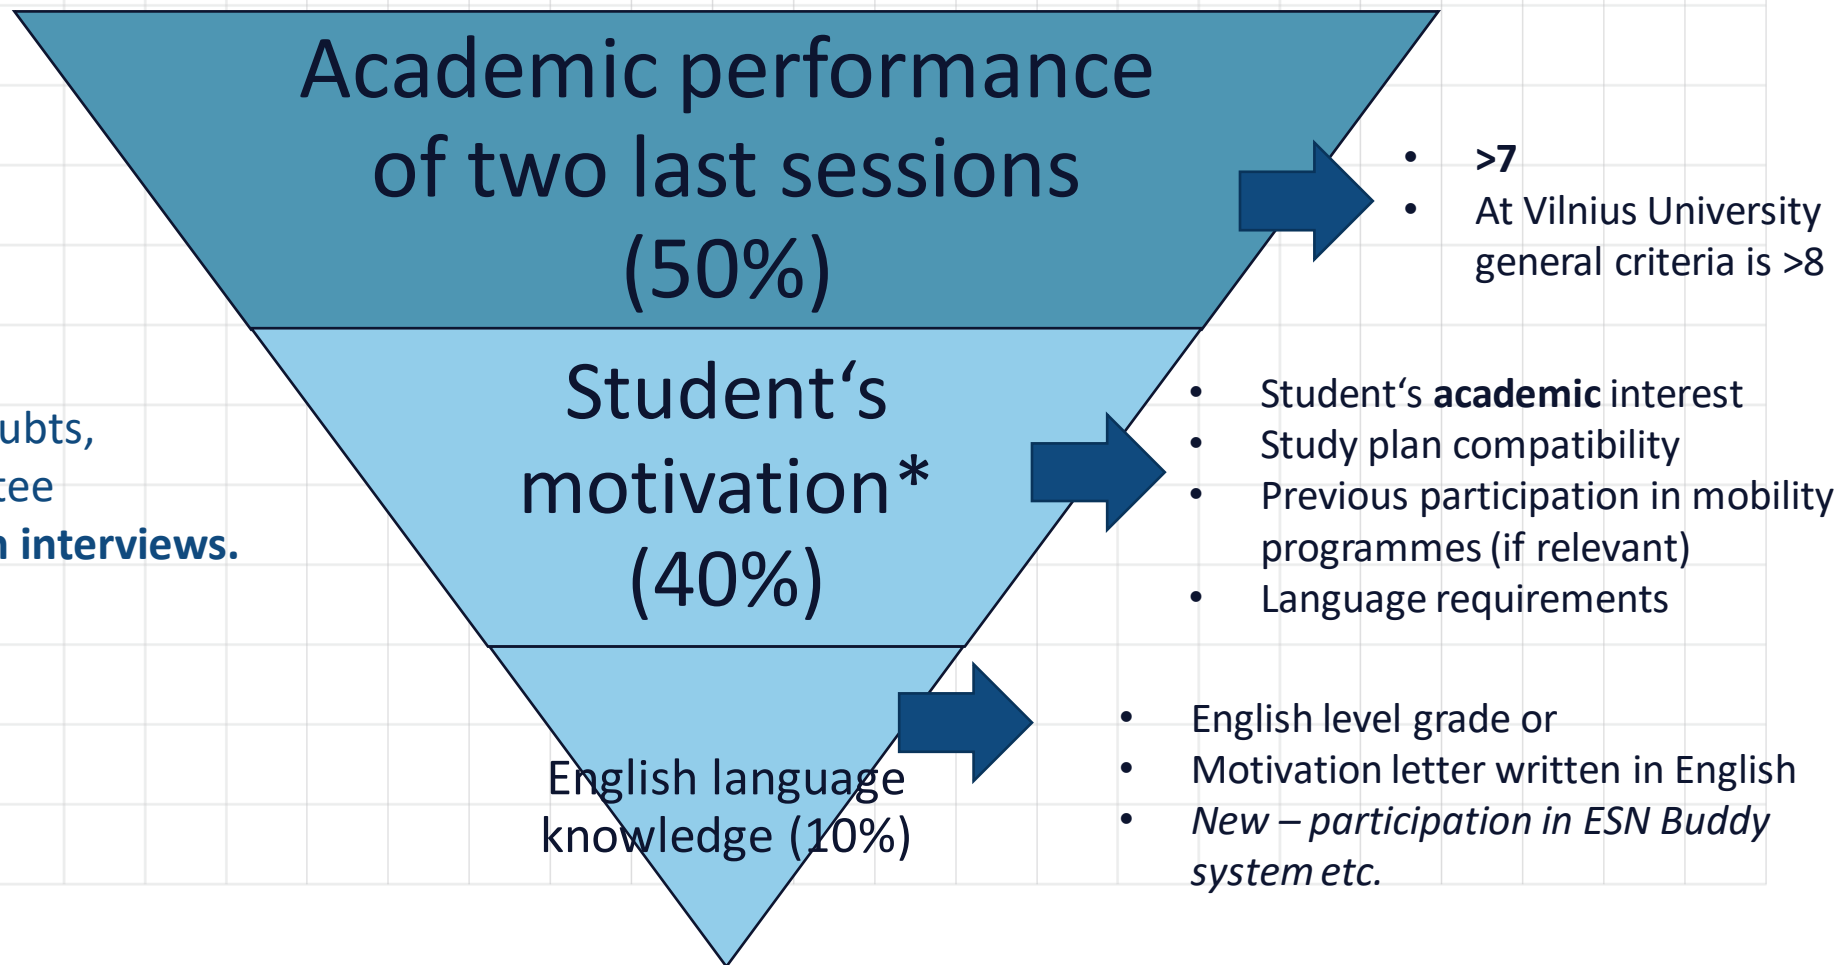 Academic performance
of two last sessions
(50%)
• >7
• At Vilnius University
general criteria is >8
Student‘s
motivation*
(40%)
• Student‘s academic interest
• Study plan compatibility
• Previous participation in mobility
programmes (if relevant)
• Language requirements
interviews.
English language
knowledge (10%)
• English level grade or
• Motivation letter written in English
• New – participation in ESN Buddy
system etc.